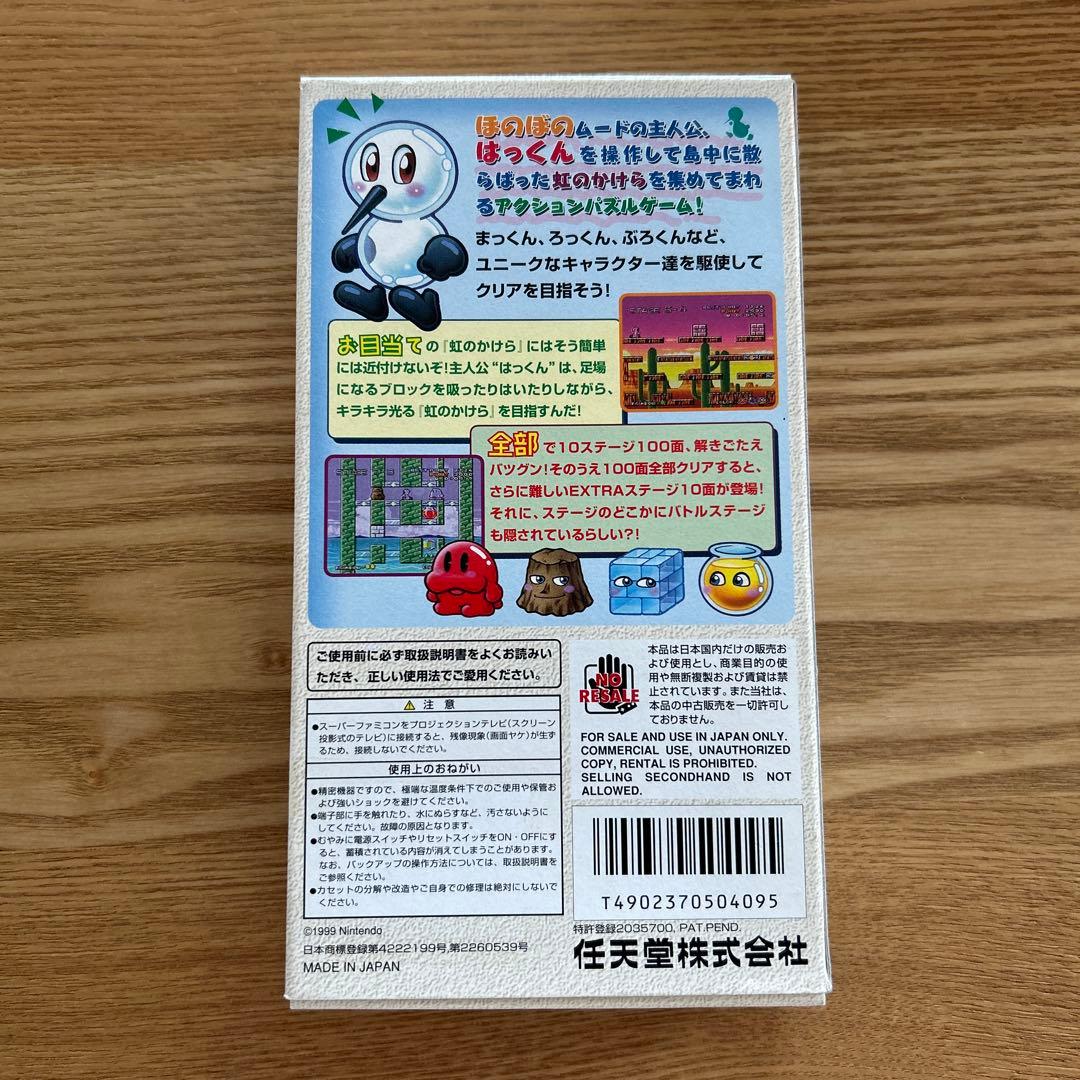 ほのぼのムードの主人公、
はっくんを操作して島中に散
らばった虹のかけらを集めてまわ
るアクションパズルゲーム!
まっくん、ろっくん、ぶろくんなど、
ユニークなキャラクター達を駆使して
クリアを目指そう!
お目当ての『虹のかけら』にはそう簡単
には近付けないぞ!主人公“はっくん”は、足場
になるブロックを吸ったりはいたりしながら、
キラキラ光る『虹のかけら』を目指すんだ!
全部で10ステージ100面、解きごたえ
バツグン!そのうえ100面全部クリアすると、
さらに難しいEXTRAステージ10面が登場!
それに、ステージのどこかにバトルステージ
も隠されているらしい?!
ご使用前に必ず取扱説明書をよくお読みい
ただき、正しい使用法でご愛用ください。
注意
●スーパーファミコンをプロジェクションテレビ(スクリーン
投影式のテレビ)に接続すると、残像現象(画面ヤケ)が生ず
るため、接続しないでください。
使用上のおねがい
●精密機器ですので、極端な温度条件下でのご使用や保管お
よび強いショックを避けてください。
●端子部に手を触れたり、水にぬらすなど、汚さないように
してください。故障の原因となります。
●むやみに電源スイッチやリセットスイッチをON・OFFにす
ると、蓄積されている内容が消えてしまうことがあります。
なお、バックアップの操作方法については、取扱説明書を
ご参照ください。
●カセットの分解や改造やご自身での修理は絶対にしないで
ください。
©1999 Nintendo
日本商標登録第4222199号,第2260539号
MADE IN JAPAN
NO
RESALE
本品は日本国内だけの販売お
よび使用とし、商業目的の使
用や無断複製および賃貸は禁
止されています。また当社は、
本品の中古販売を一切許可し
ておりません。
FOR SALE AND USE IN JAPAN ONLY.
COMMERCIAL USE, UNAUTHORIZED
COPY, RENTAL IS PROHIBITED.
SELLING SECONDHAND IS NOT
ALLOWED.
T4902370504095
特許登録2035700, PAT.PEND.
任天堂株式会社